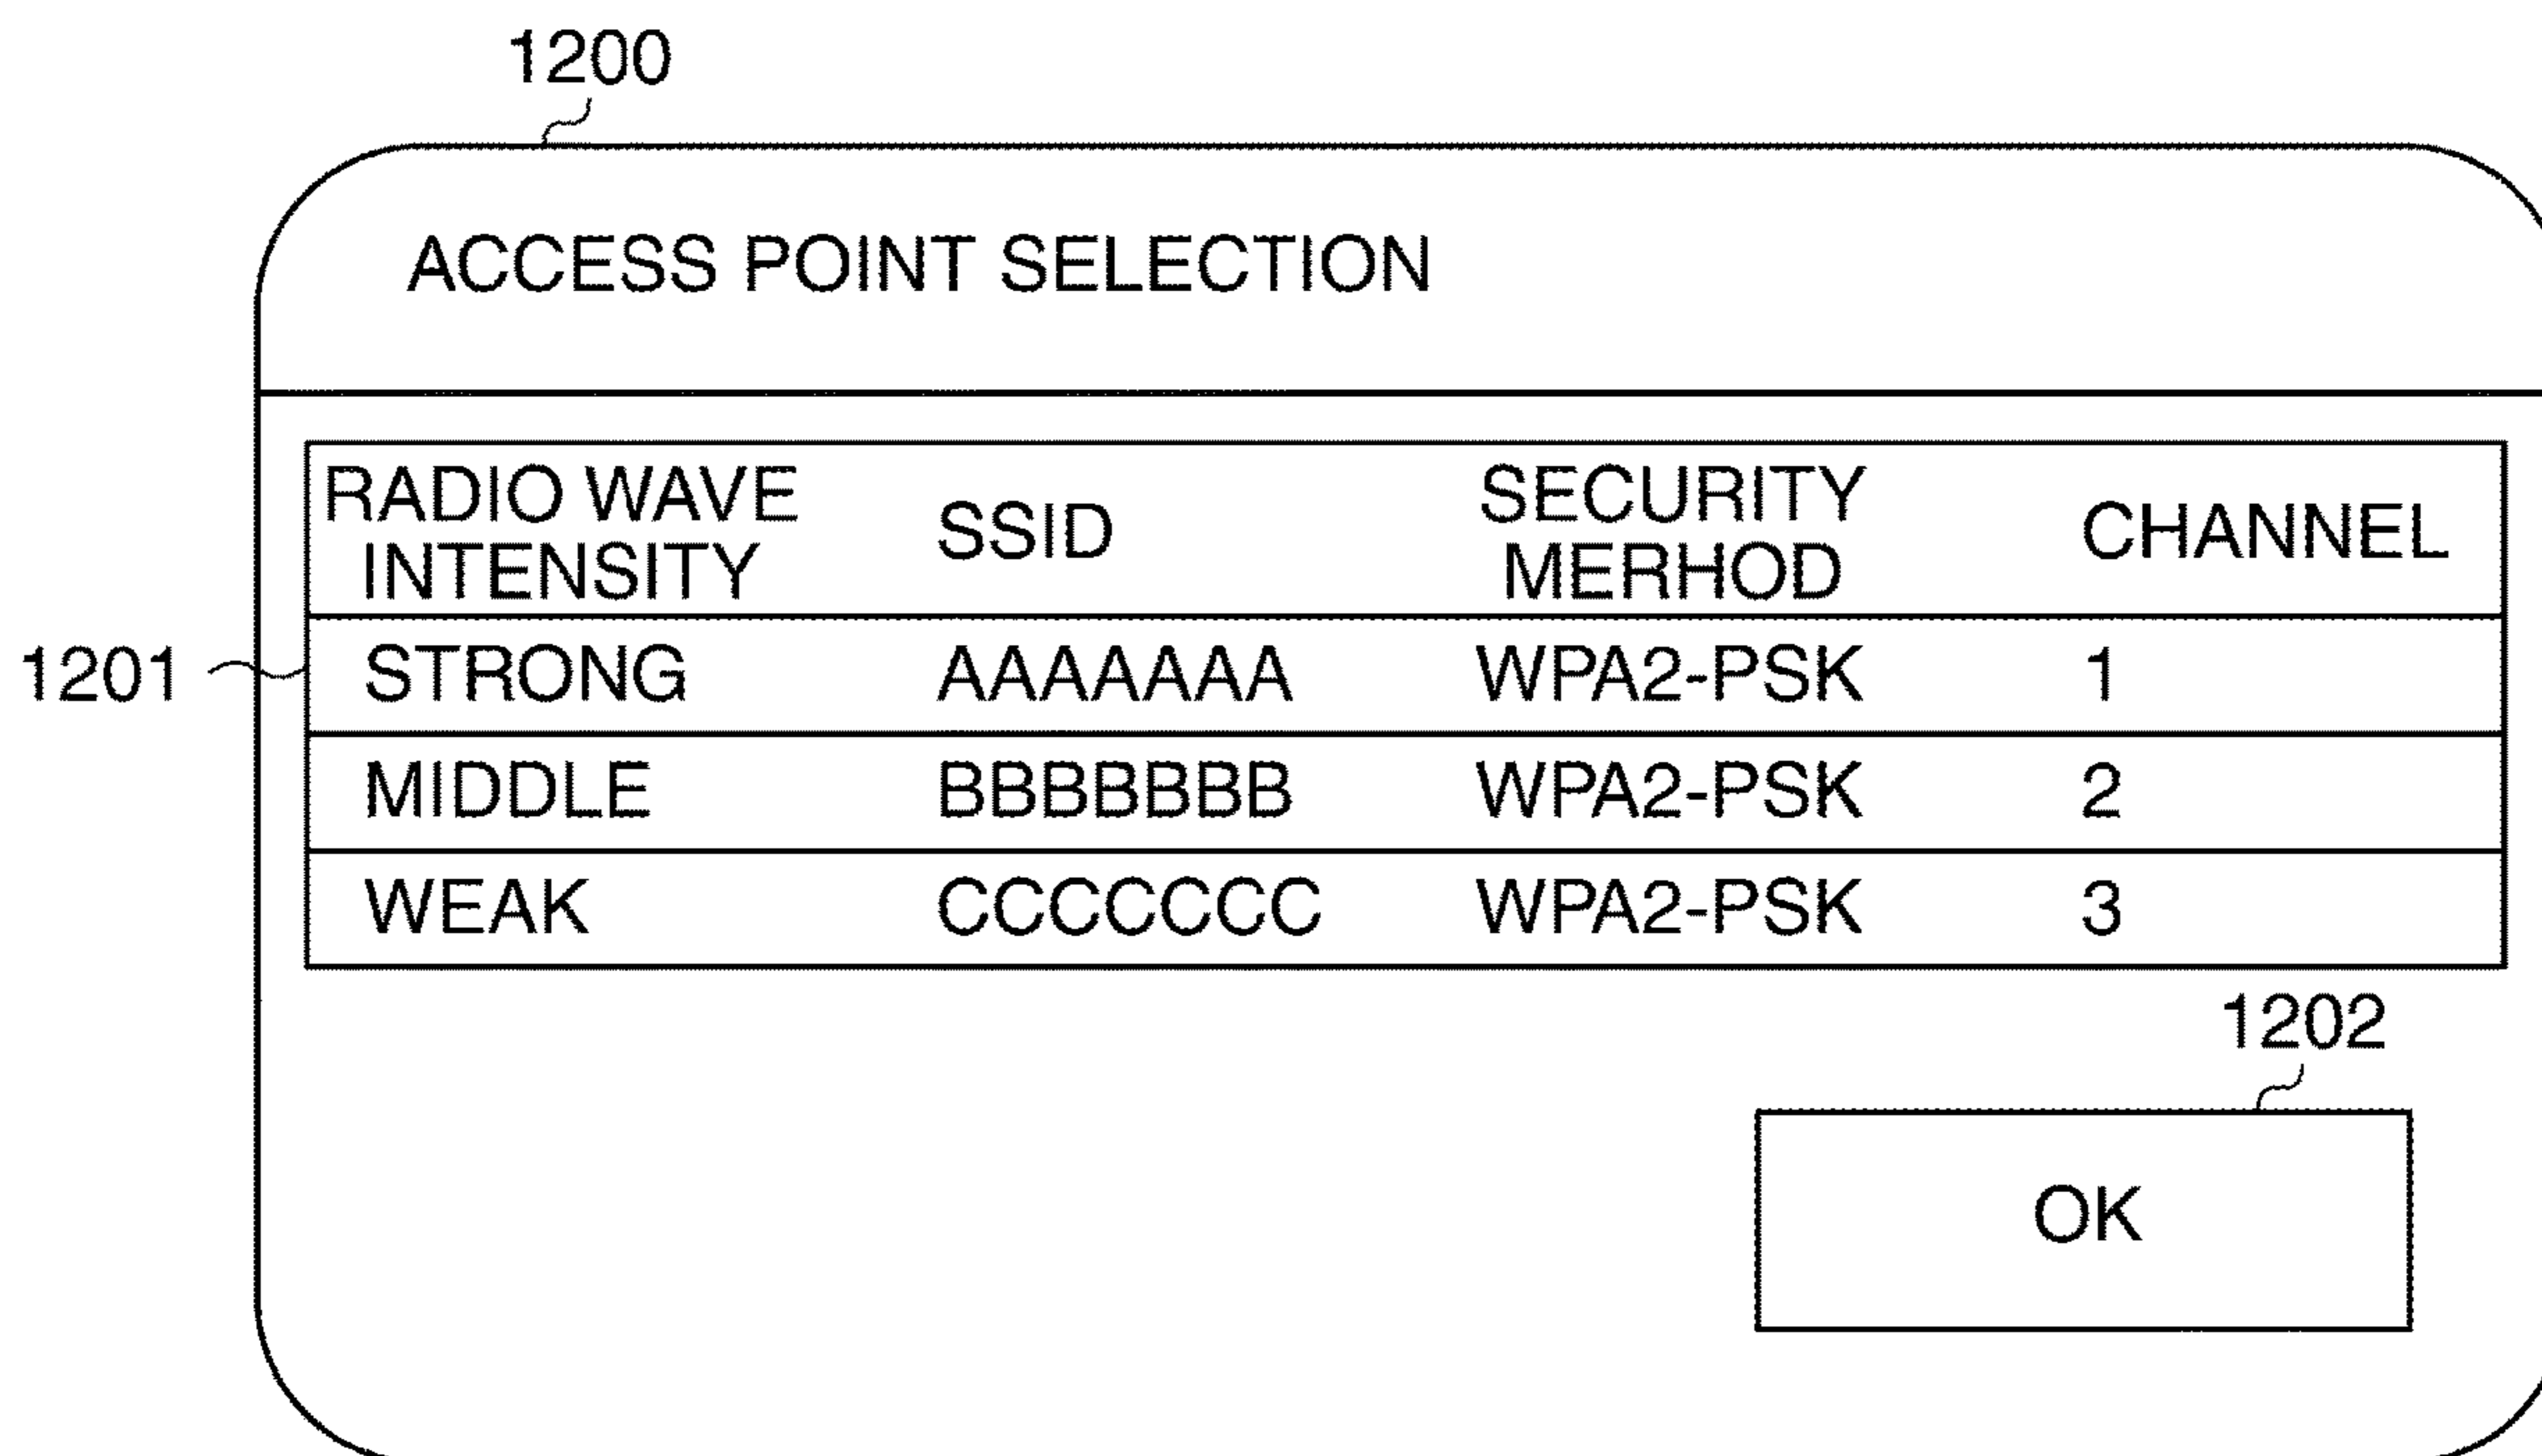 1200
ACCESS POINT SELECTION
RADIO WAVE INTENSITY SSID SECURITY MERHOD CHANNEL
1201 STRONG AAAAAAA WPA2-PSK 1
MIDDLE BBBBBBB WPA2-PSK 2
WEAK CCCCCCC WPA2-PSK 3
1202
OK